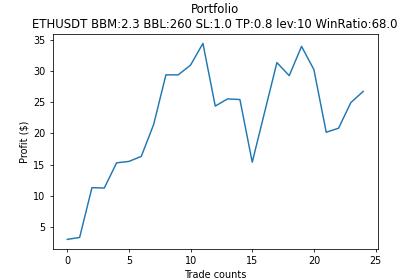 Portfolio
ETHUSDT BBM:2.3 BBL:260 SL:1.0 TP:0.8 lev:10 WinRatio:68.0
35
30
25
20
15
10
5
Profit ($)
0 5 10 15 20 25
Trade counts